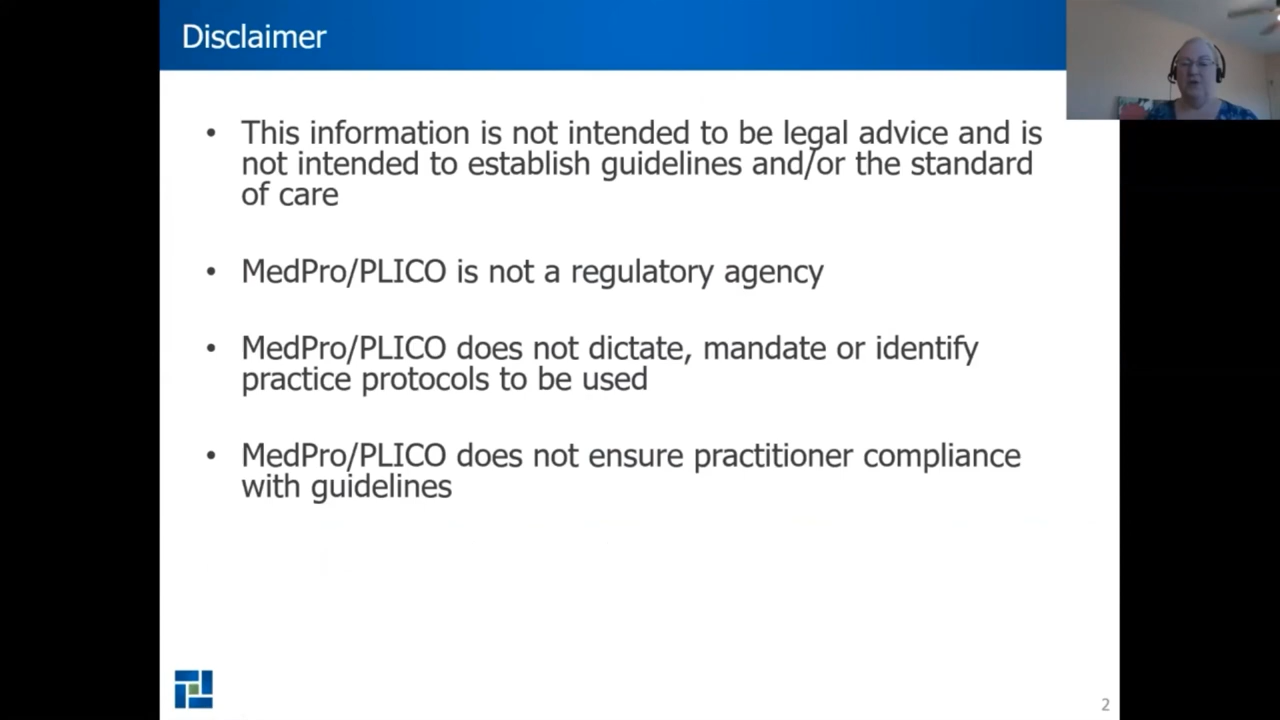 Disclaimer
• This information is not intended to be legal advice and is
not intended to establish guidelines and/or the standard
of care
• MedPro/PLICO is not a regulatory agency
• MedPro/PLICO does not dictate, mandate or identify
practice protocols to be used
• MedPro/PLICO does not ensure practitioner compliance
with guidelines
2